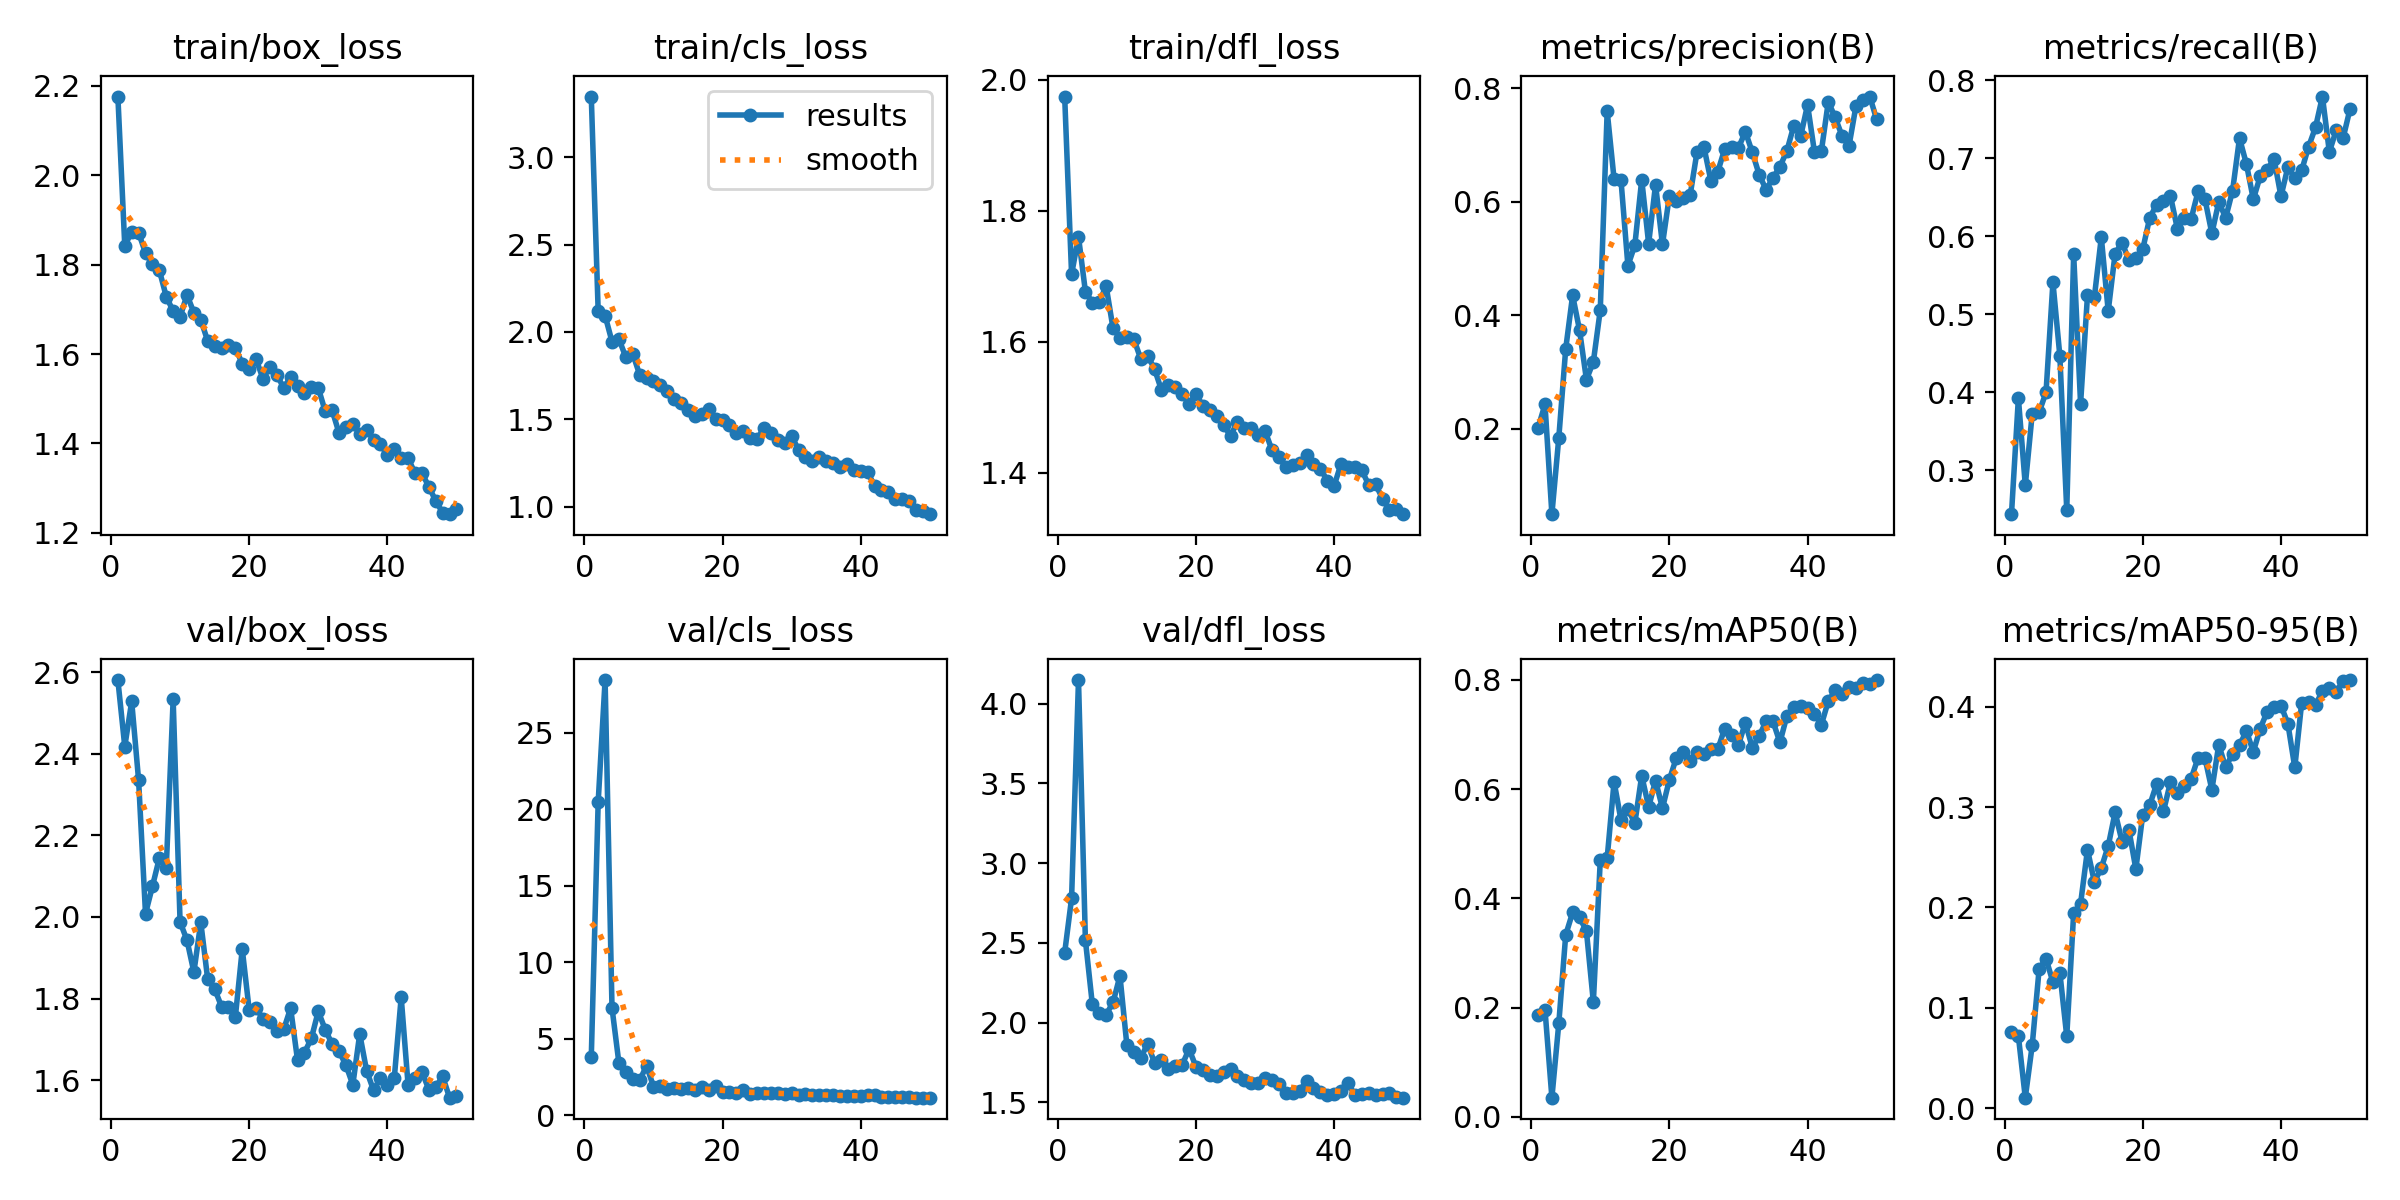 train/box_loss
train/cls_loss
train/dfl_loss
metrics/precision(B)
metrics/recall(B)
2.2
2.0
1.8
1.6
1.4
1.2
0 20 40
results
smooth
3.0
2.5
2.0
1.5
1.0
0 20 40
2.0
1.8
1.6
1.4
0 20 40
0.8
0.6
0.4
0.2
0 20 40
0.8
0.7
0.6
0.5
0.4
0.3
0 20 40
val/box_loss
val/cls_loss
val/dfl_loss
metrics/mAP50(B)
metrics/mAP50-95(B)
2.6
2.4
2.2
2.0
1.8
1.6
0 20 40
25
20
15
10
5
0
0 20 40
4.0
3.5
3.0
2.5
2.0
1.5
0 20 40
0.8
0.6
0.4
0.2
0.0
0 20 40
0.4
0.3
0.2
0.1
0.0
0 20 40